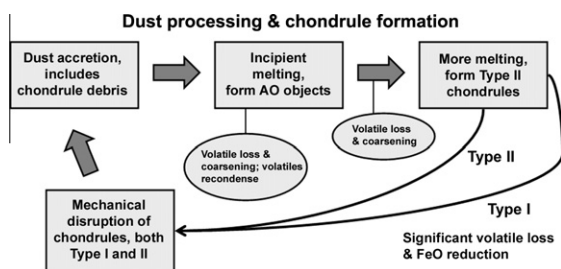 Dust processing & chondrule formation
Dust accretion,
includes
chondrule debris
Incipient
melting,
form AO objects
More melting,
form Type II
chondrules
Volatile loss &
coarsening; volatiles
recondense
Volatile loss
& coarsening
Type II
Type I
Mechanical
disruption of
chondrules, both
Type I and II
Significant volatile loss
& FeO reduction